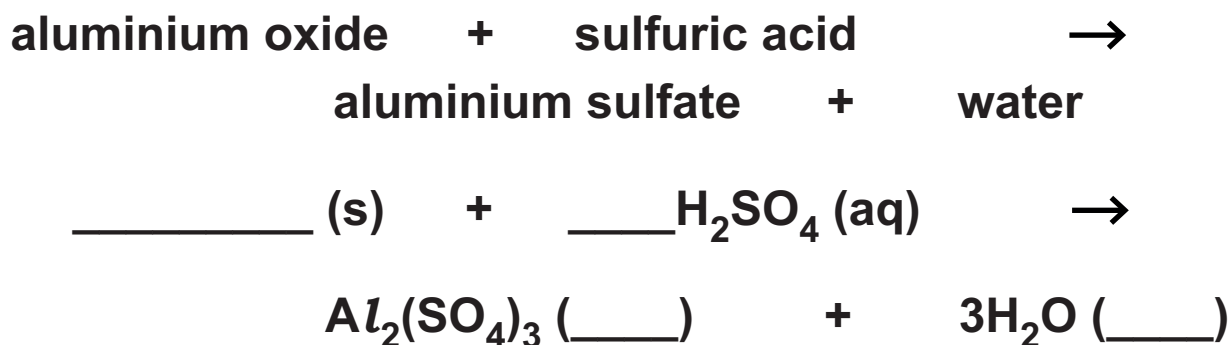 aluminium oxide + sulfuric acid →
aluminium sulfate + water
_________ (s) + ____H₂SO₄ (aq) →
Al₂(SO₄)₃ (____) + 3H₂O (____)